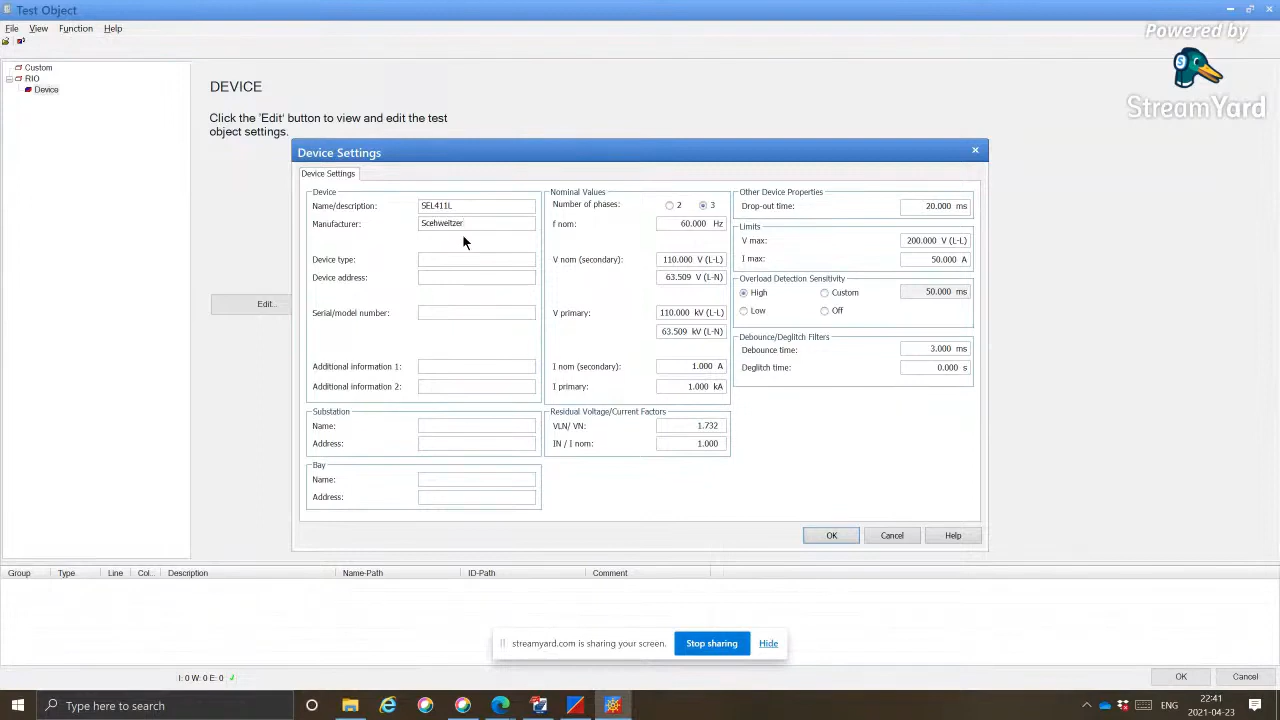 Test Object
File View Function Help
Powered by
StreamYard
Custom
RIO
Device
DEVICE
Click the 'Edit' button to view and edit the test
object settings.
Edit...
Device Settings
Device Settings
Device
Name/description: SEL411L
Manufacturer: Scehweitzer
Device type:
Device address:
Serial/model number:
Additional information 1:
Additional information 2:
Substation
Name:
Address:
Bay
Name:
Address:
Nominal Values
Number of phases: 2 3
f nom: 60.000 Hz
V nom (secondary): 110.000 V (L-L)
63.509 V (L-N)
V primary: 110.000 kV (L-L)
63.509 kV (L-N)
I nom (secondary): 1.000 A
I primary: 1.000 kA
Residual Voltage/Current Factors
VLN/ VN: 1.732
IN / I nom: 1.000
Other Device Properties
Drop-out time: 20.000 ms
Limits
V max: 200.000 V (L-L)
I max: 50.000 A
Overload Detection Sensitivity
High Custom 50.000 ms
Low Off
Debounce/Deglitch Filters
Debounce time: 3.000 ms
Deglitch time: 0.000 s
OK Cancel Help
Group Type Line Col... Description Name-Path ID-Path Comment
streamyard.com is sharing your screen. Stop sharing Hide
I: 0 W: 0 E: 0
OK Cancel
Type here to search
ENG
22:41
2021-04-23